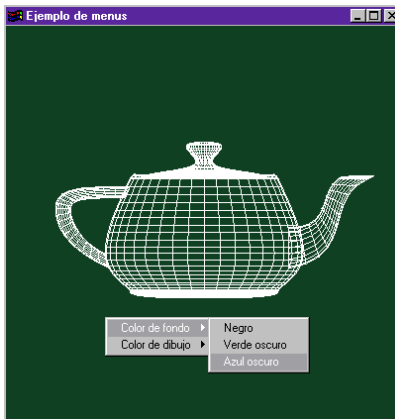 Ejemplo de menus
Color de fondo
Color de dibujo
Negro
Verde oscuro
Azul oscuro